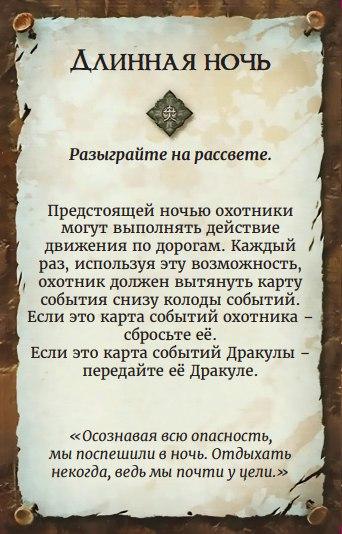 Длинная ночь
Разыграйте на рассвете.
Предстоящей ночью охотники
могут выполнять действие
движения по дорогам. Каждый
раз, используя эту возможность,
охотник должен вытянуть карту
события снизу колоды событий.
Если это карта событий охотника –
сбросьте её.
Если это карта событий Дракулы –
передайте её Дракуле.
«Осознавая всю опасность,
мы поспешили в ночь. Отдыхать
некогда, ведь мы почти у цели.»